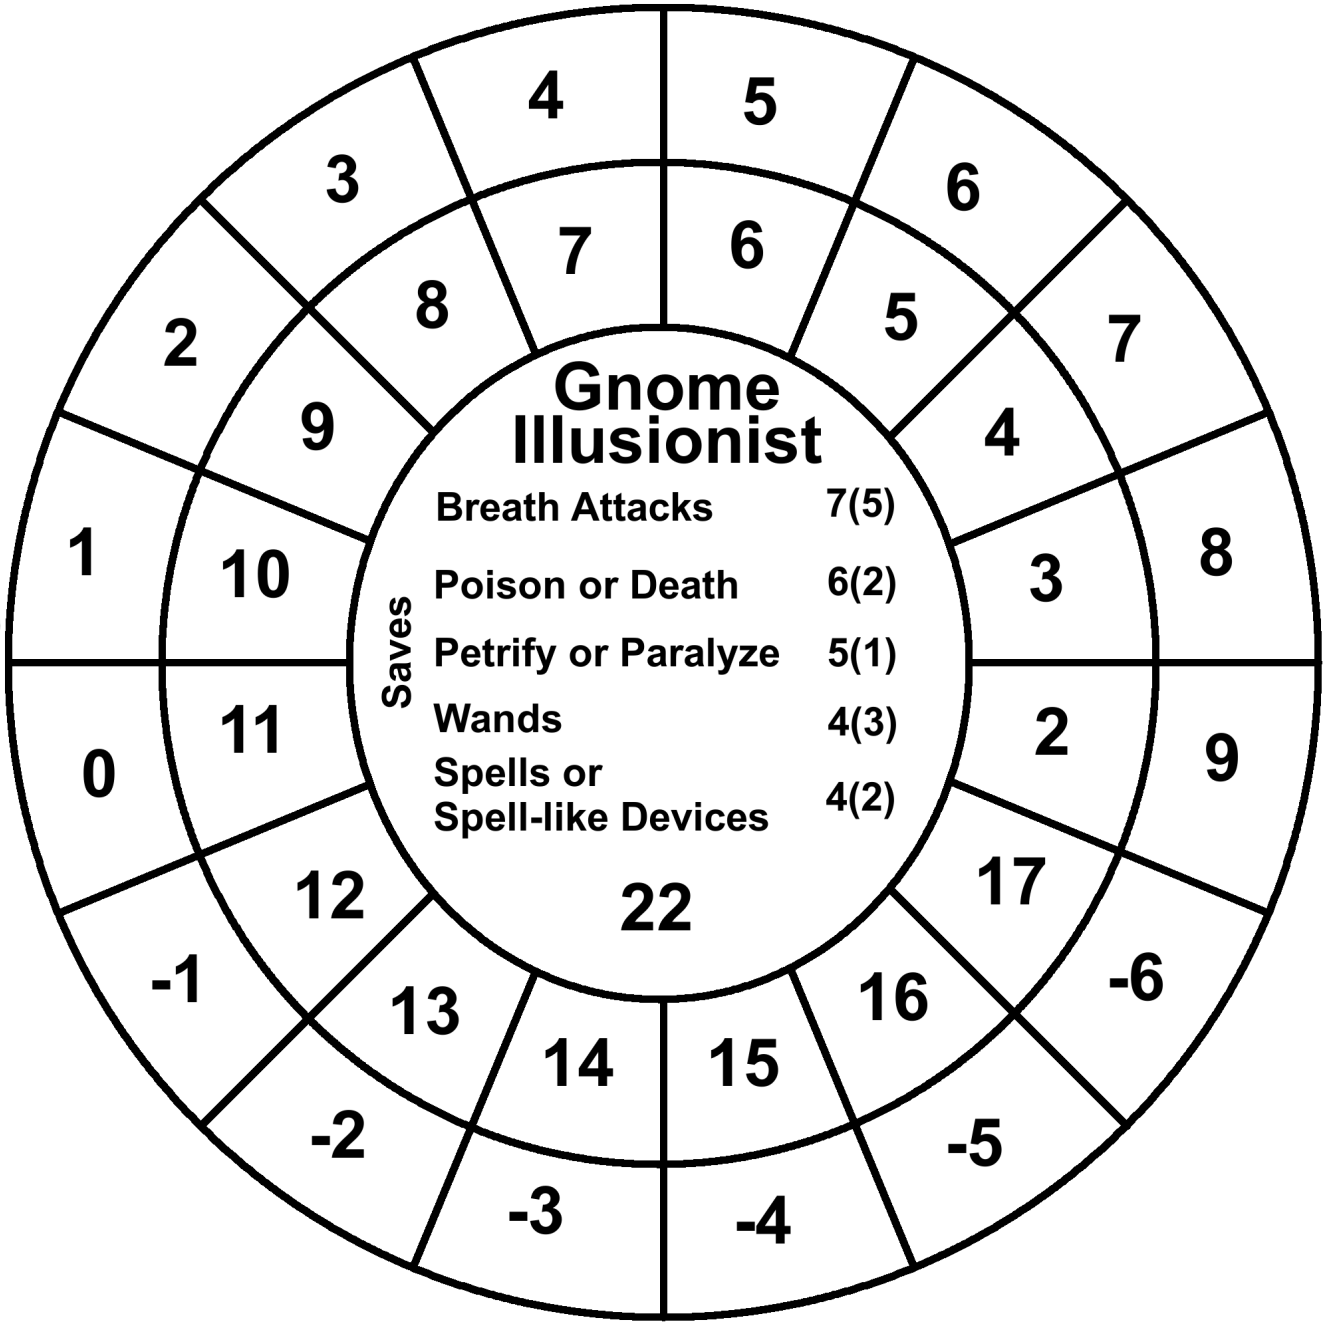 4 5
3 6
7 6
8 5
2 7
9 4
1 8
10 3
Gnome
Illusionist
Breath Attacks 7(5)
Poison or Death 6(2)
Saves
Petrify or Paralyze 5(1)
Wands 4(3)
Spells or
Spell-like Devices 4(2)
22
11 2
0 9
12 17
-1 -6
13 16
-2 -5
14 15
-3 -4